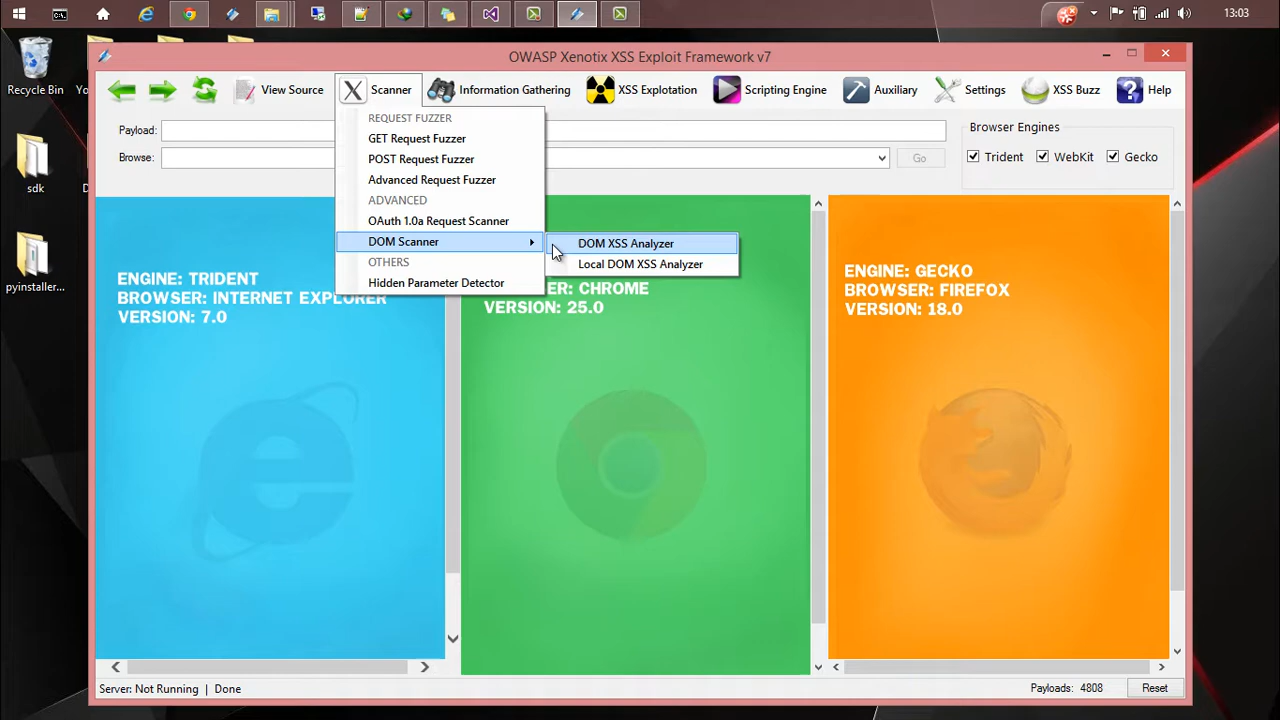 13:03
Recycle Bin
Yo
sdk
D
pyinstaller...
OWASP Xenotix XSS Exploit Framework v7
View Source
Scanner
Information Gathering
XSS Explotation
Scripting Engine
Auxiliary
Settings
XSS Buzz
Help
Payload:
Browse:
Go
Browser Engines
Trident
WebKit
Gecko
REQUEST FUZZER
GET Request Fuzzer
POST Request Fuzzer
Advanced Request Fuzzer
ADVANCED
OAuth 1.0a Request Scanner
DOM Scanner
OTHERS
Hidden Parameter Detector
DOM XSS Analyzer
Local DOM XSS Analyzer
ENGINE: TRIDENT
BROWSER: INTERNET EXPLORER
VERSION: 7.0
ER: CHROME
VERSION: 25.0
ENGINE: GECKO
BROWSER: FIREFOX
VERSION: 18.0
Server: Not Running | Done
Payloads: 4808
Reset